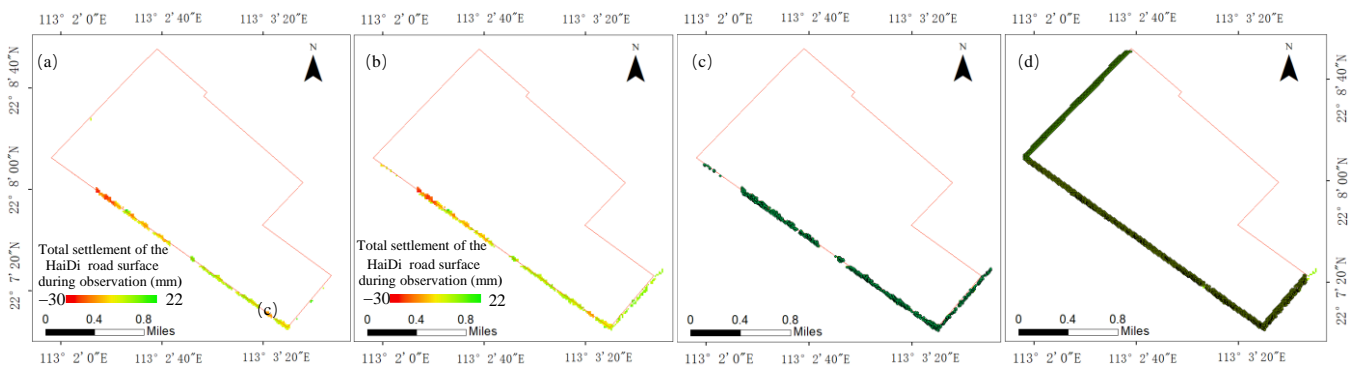 113° 2′ 0″E 113° 2′ 40″E 113° 3′ 20″E 113° 2′ 0″E 113° 2′ 40″E 113° 3′ 20″E 113° 2′ 0″E 113° 2′ 40″E 113° 3′ 20″E 113° 2′ 0″E 113° 2′ 40″E 113° 3′ 20″E
(a) N (b) N (c) N (d) N
22° 8′ 40″N
22° 8′ 00″N
22° 7′ 20″N
Total settlement of the
HaiDi road surface
during observation (mm)
−30 22
(c)
0 0.4 0.8
Miles
Total settlement of the
HaiDi road surface
during observation (mm)
−30 22
0 0.4 0.8
Miles
0 0.4 0.8
Miles
0 0.4 0.8
Miles
22° 8′ 40″N
22° 8′ 00″N
22° 7′ 20″N
113° 2′ 0″E 113° 2′ 40″E 113° 3′ 20″E 113° 2′ 0″E 113° 2′ 40″E 113° 3′ 20″E 113° 2′ 0″E 113° 2′ 40″E 113° 3′ 20″E 113° 2′ 0″E 113° 2′ 40″E 113° 3′ 20″E